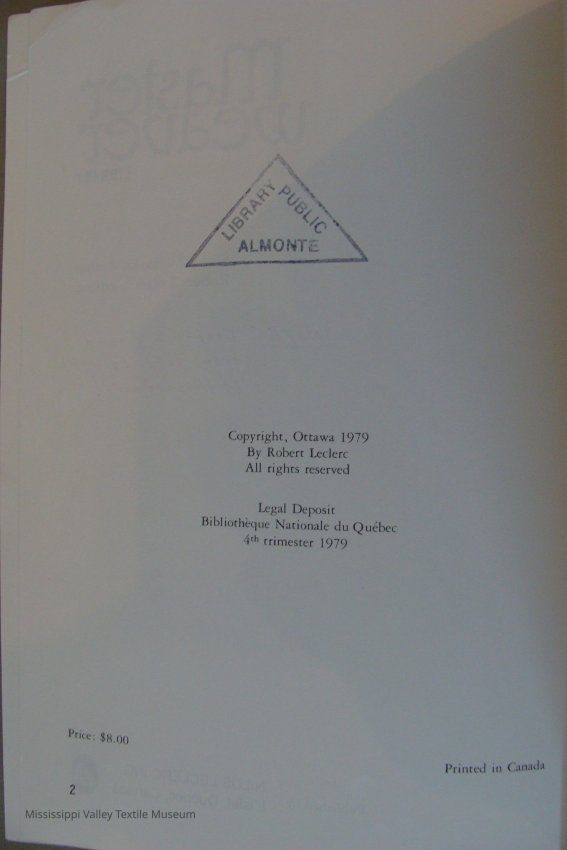 LIBRARY PUBLIC
ALMONTE
Copyright, Ottawa 1979
By Robert Leclerc
All rights reserved
Legal Deposit
Bibliothèque Nationale du Québec
4th trimester 1979
Price: $8.00
Printed in Canada
2
Mississippi Valley Textile Museum